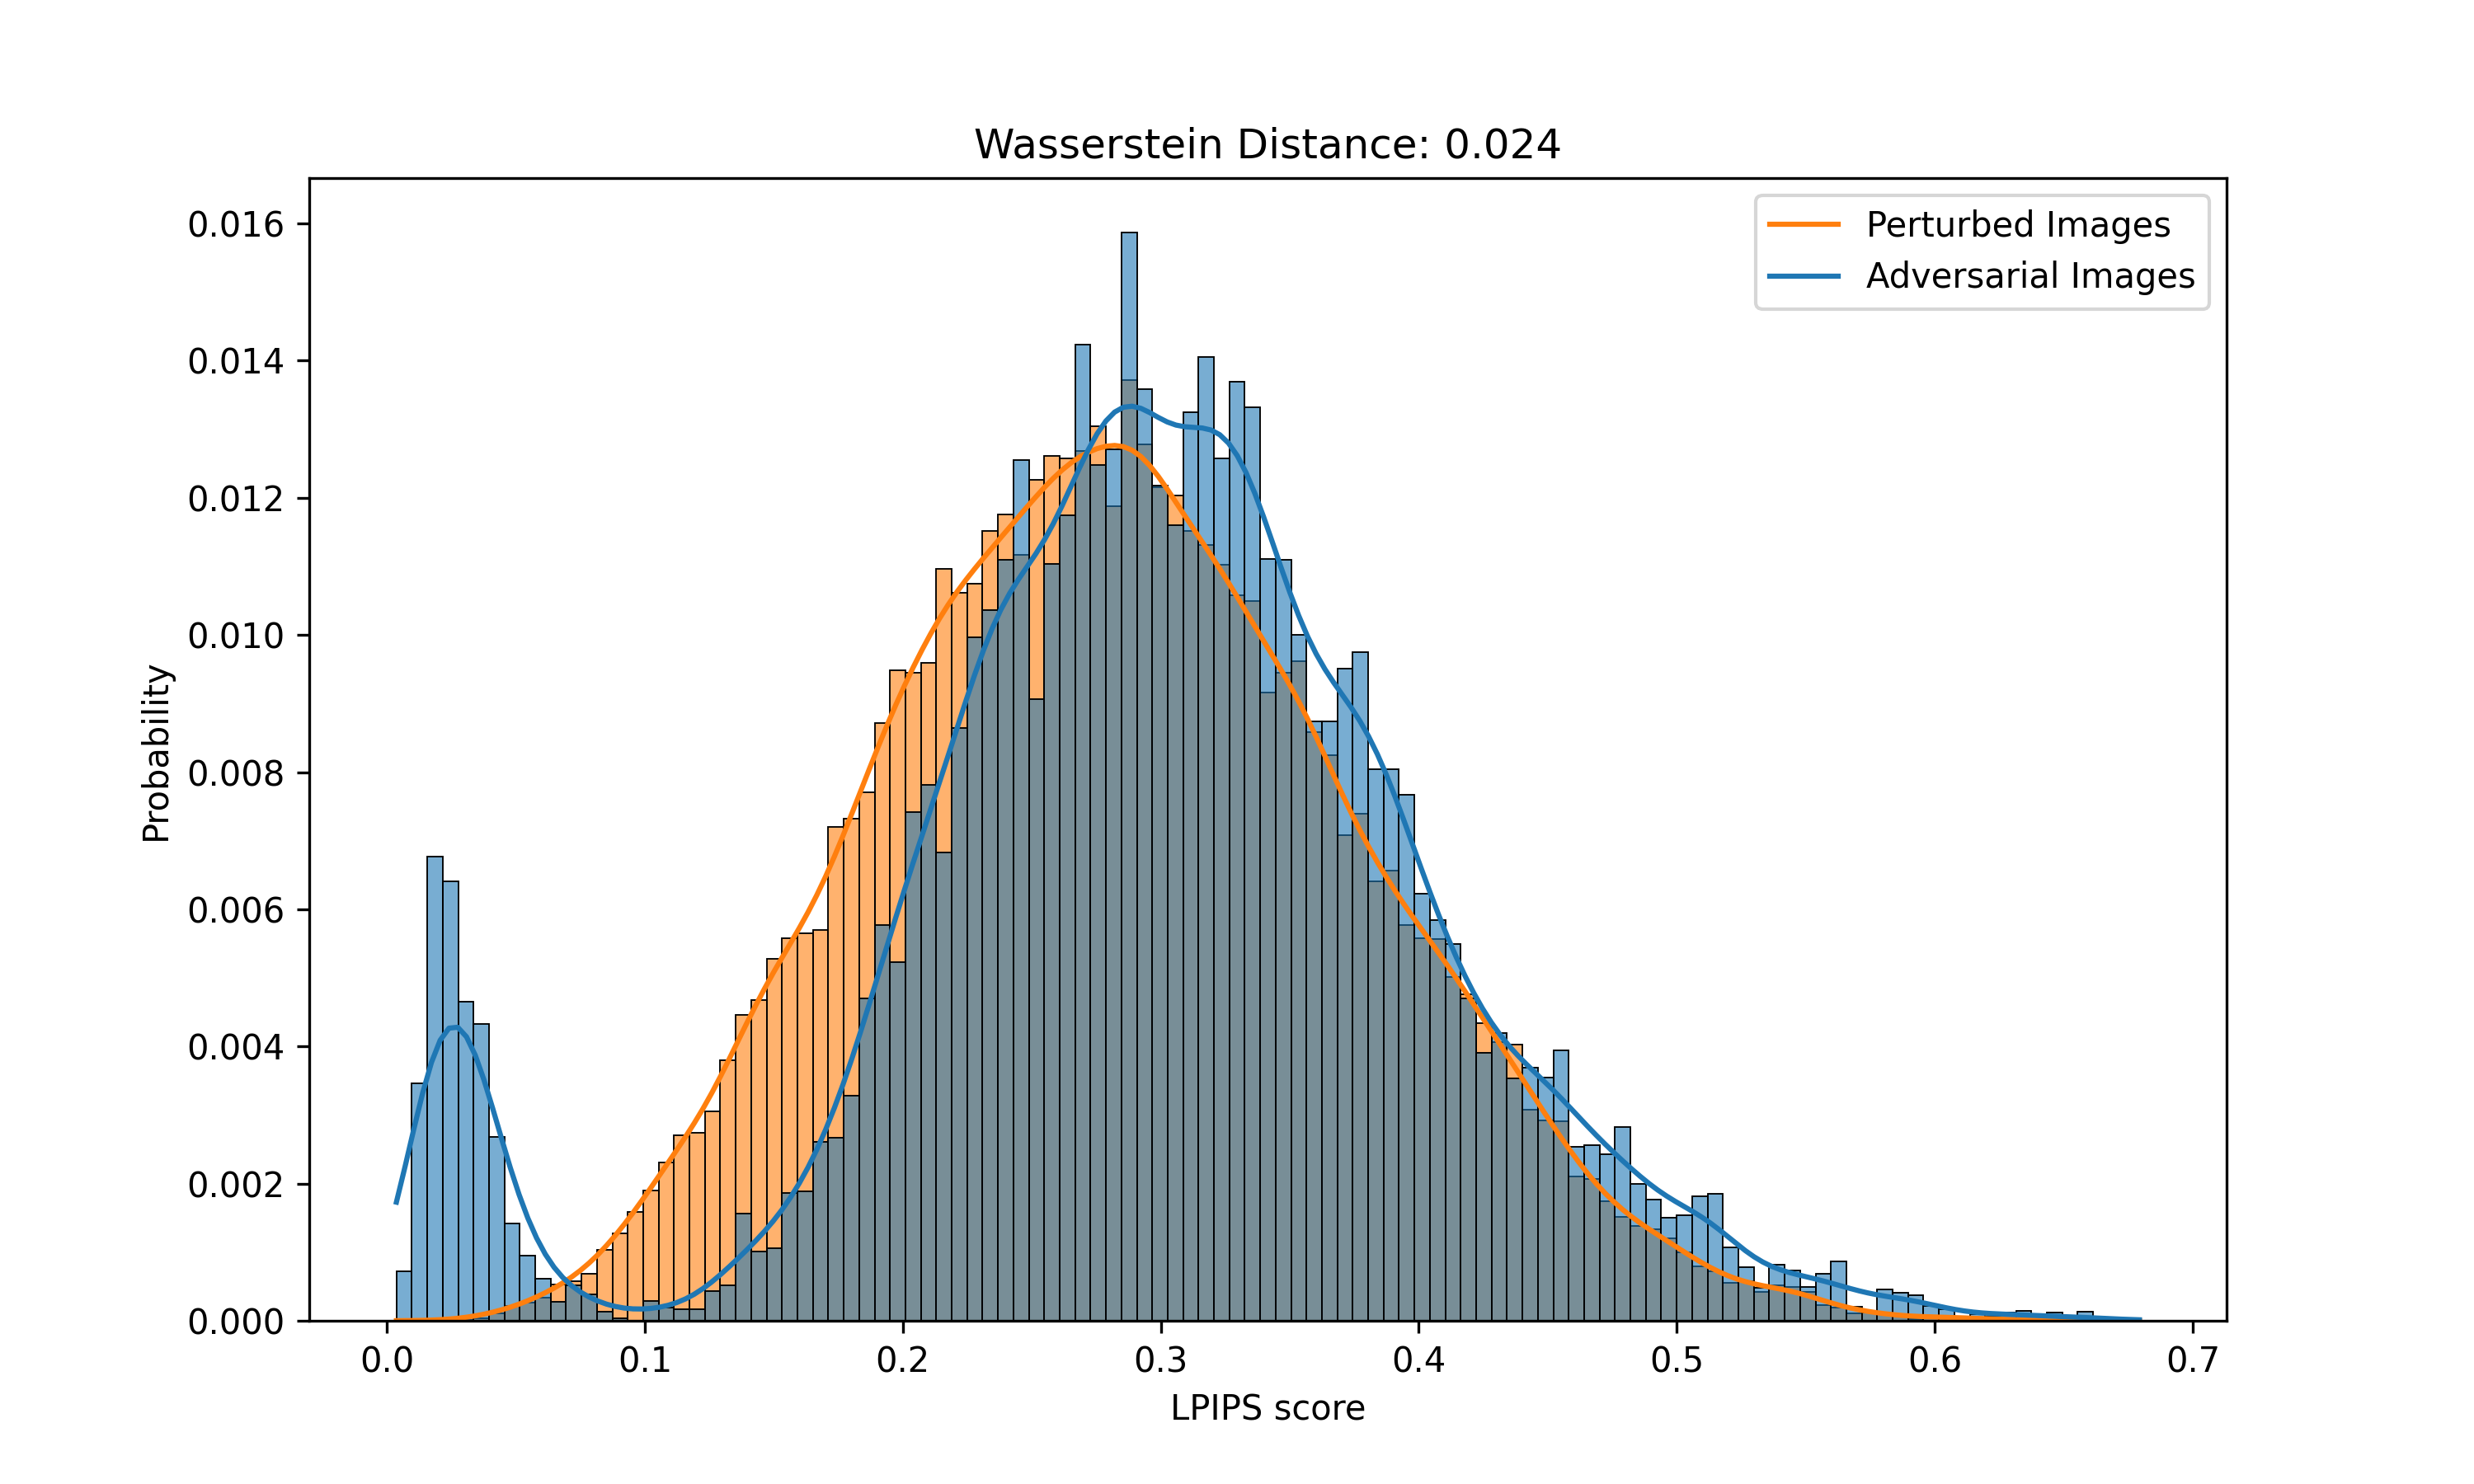 Wasserstein Distance: 0.024
Perturbed Images
Adversarial Images
Probability
0.016
0.014
0.012
0.010
0.008
0.006
0.004
0.002
0.000
0.0 0.1 0.2 0.3 0.4 0.5 0.6 0.7
LPIPS score